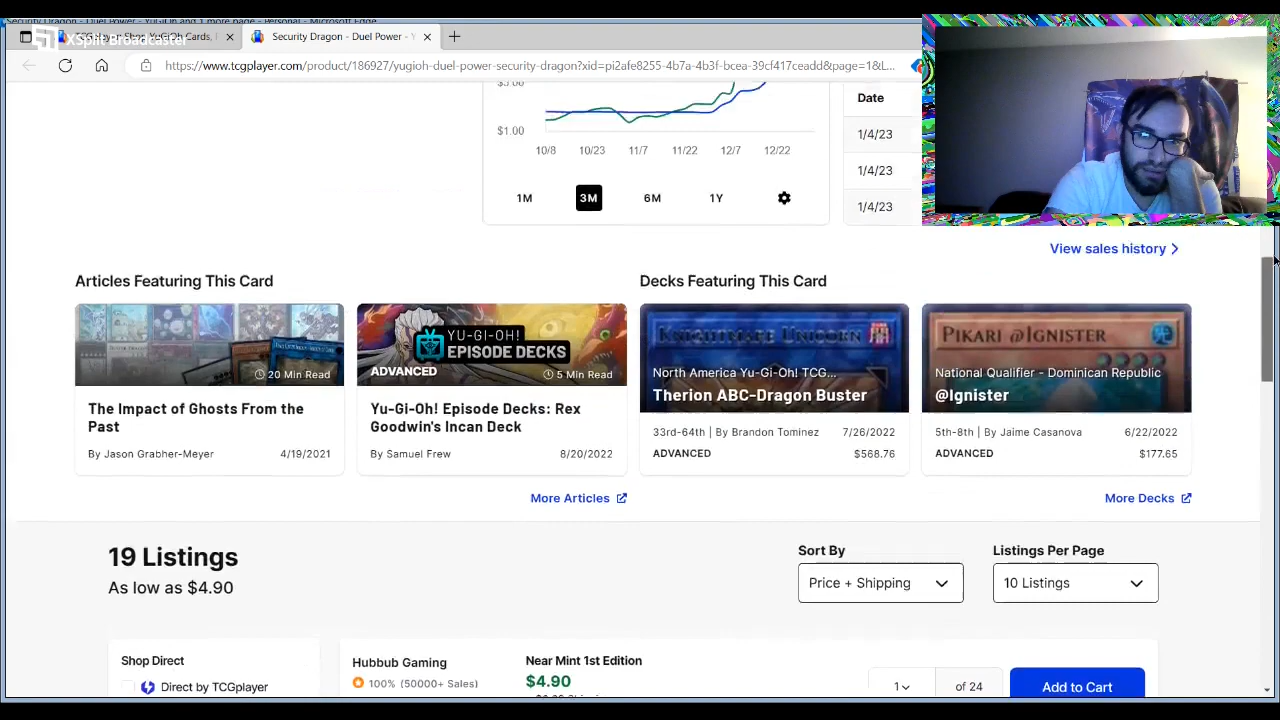 Security Dragon - Duel Power - YuGiOh and 1 more page - Personal - Microsoft Edge
XSplit Broadcaster
Security Dragon - Duel Power - Y
https://www.tcgplayer.com/product/186927/yugioh-duel-power-security-dragon?xid=pi2afe8255-4b7a-4b3f-bcea-39cf417ceadd&page=1&L...
$3.00
$1.00
10/8 10/23 11/7 11/22 12/7 12/22
1M 3M 6M 1Y
Date
1/4/23
1/4/23
1/4/23
View sales history
Articles Featuring This Card
20 Min Read
The Impact of Ghosts From the
Past
By Jason Grabher-Meyer 4/19/2021
YU-GI-OH!
EPISODE DECKS
ADVANCED
5 Min Read
Yu-Gi-Oh! Episode Decks: Rex
Goodwin's Incan Deck
By Samuel Frew 8/20/2022
More Articles
Decks Featuring This Card
KNIGHTMARE UNICORN
North America Yu-Gi-Oh! TCG...
Therion ABC-Dragon Buster
33rd-64th | By Brandon Tominez 7/26/2022
ADVANCED $568.76
PIKARI @IGNISTER
National Qualifier - Dominican Republic
@Ignister
5th-8th | By Jaime Casanova 6/22/2022
ADVANCED $177.65
More Decks
19 Listings
As low as $4.90
Sort By
Price + Shipping
Listings Per Page
10 Listings
Shop Direct
Direct by TCGplayer
Hubbub Gaming
100% (50000+ Sales)
Near Mint 1st Edition
$4.90
1 of 24
Add to Cart